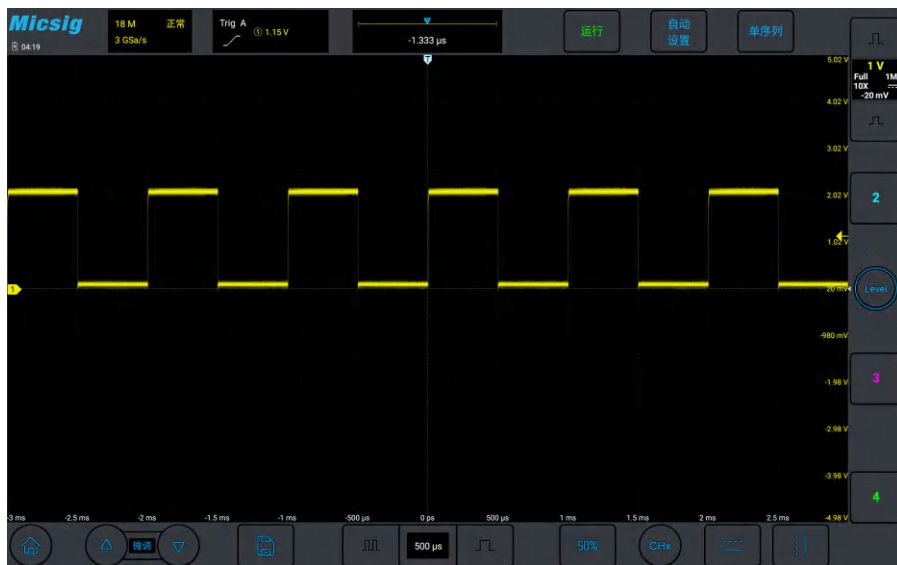 Micsig
04:19
18 M 正常
3 GSa/s
Trig A
① 1.15 V
-1.333 µs
运行
自动
设置
单序列
T
1 V
Full 1M
10X
-20 mV
5.02 V
4.02 V
3.02 V
2.02 V
1.02 V
20 mV
-980 mV
-1.98 V
-2.98 V
-3.98 V
-4.98 V
1
2
Level
3
4
-3 ms
-2.5 ms
-2 ms
-1.5 ms
-1 ms
-500 µs
0 ps
500 µs
1 ms
1.5 ms
2 ms
2.5 ms
微调
500 µs
50%
CHx